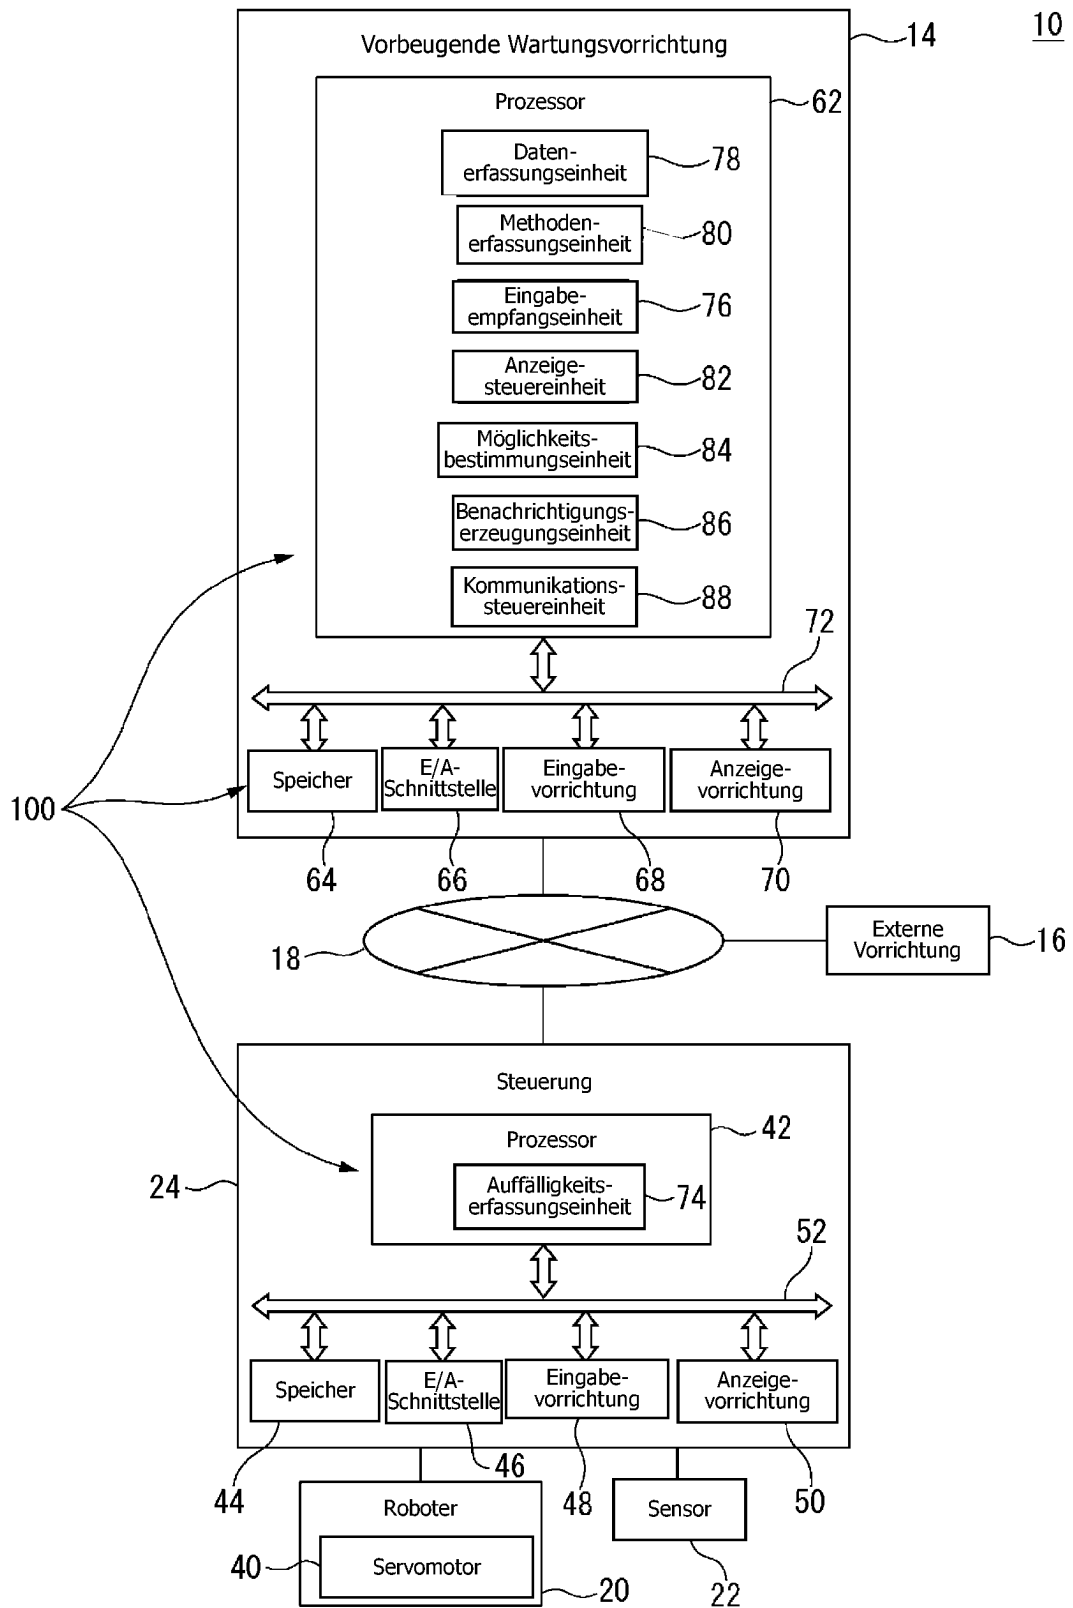 10
Vorbeugende Wartungsvorrichtung
14
Prozessor
62
Daten-
erfassungseinheit
78
Methoden-
erfassungseinheit
80
Eingabe-
empfangseinheit
76
Anzeige-
steuereinheit
82
Möglichkeits-
bestimmungseinheit
84
Benachrichtigungs-
erzeugungseinheit
86
Kommunikations-
steuereinheit
88
72
100
Speicher
E/A-
Schnittstelle
Eingabe-
vorrichtung
Anzeige-
vorrichtung
64
66
68
70
18
Externe
Vorrichtung
16
Steuerung
24
Prozessor
42
Auffälligkeits-
erfassungseinheit
74
52
Speicher
E/A-
Schnittstelle
Eingabe-
vorrichtung
Anzeige-
vorrichtung
44
46
48
50
Roboter
Servomotor
40
20
Sensor
22